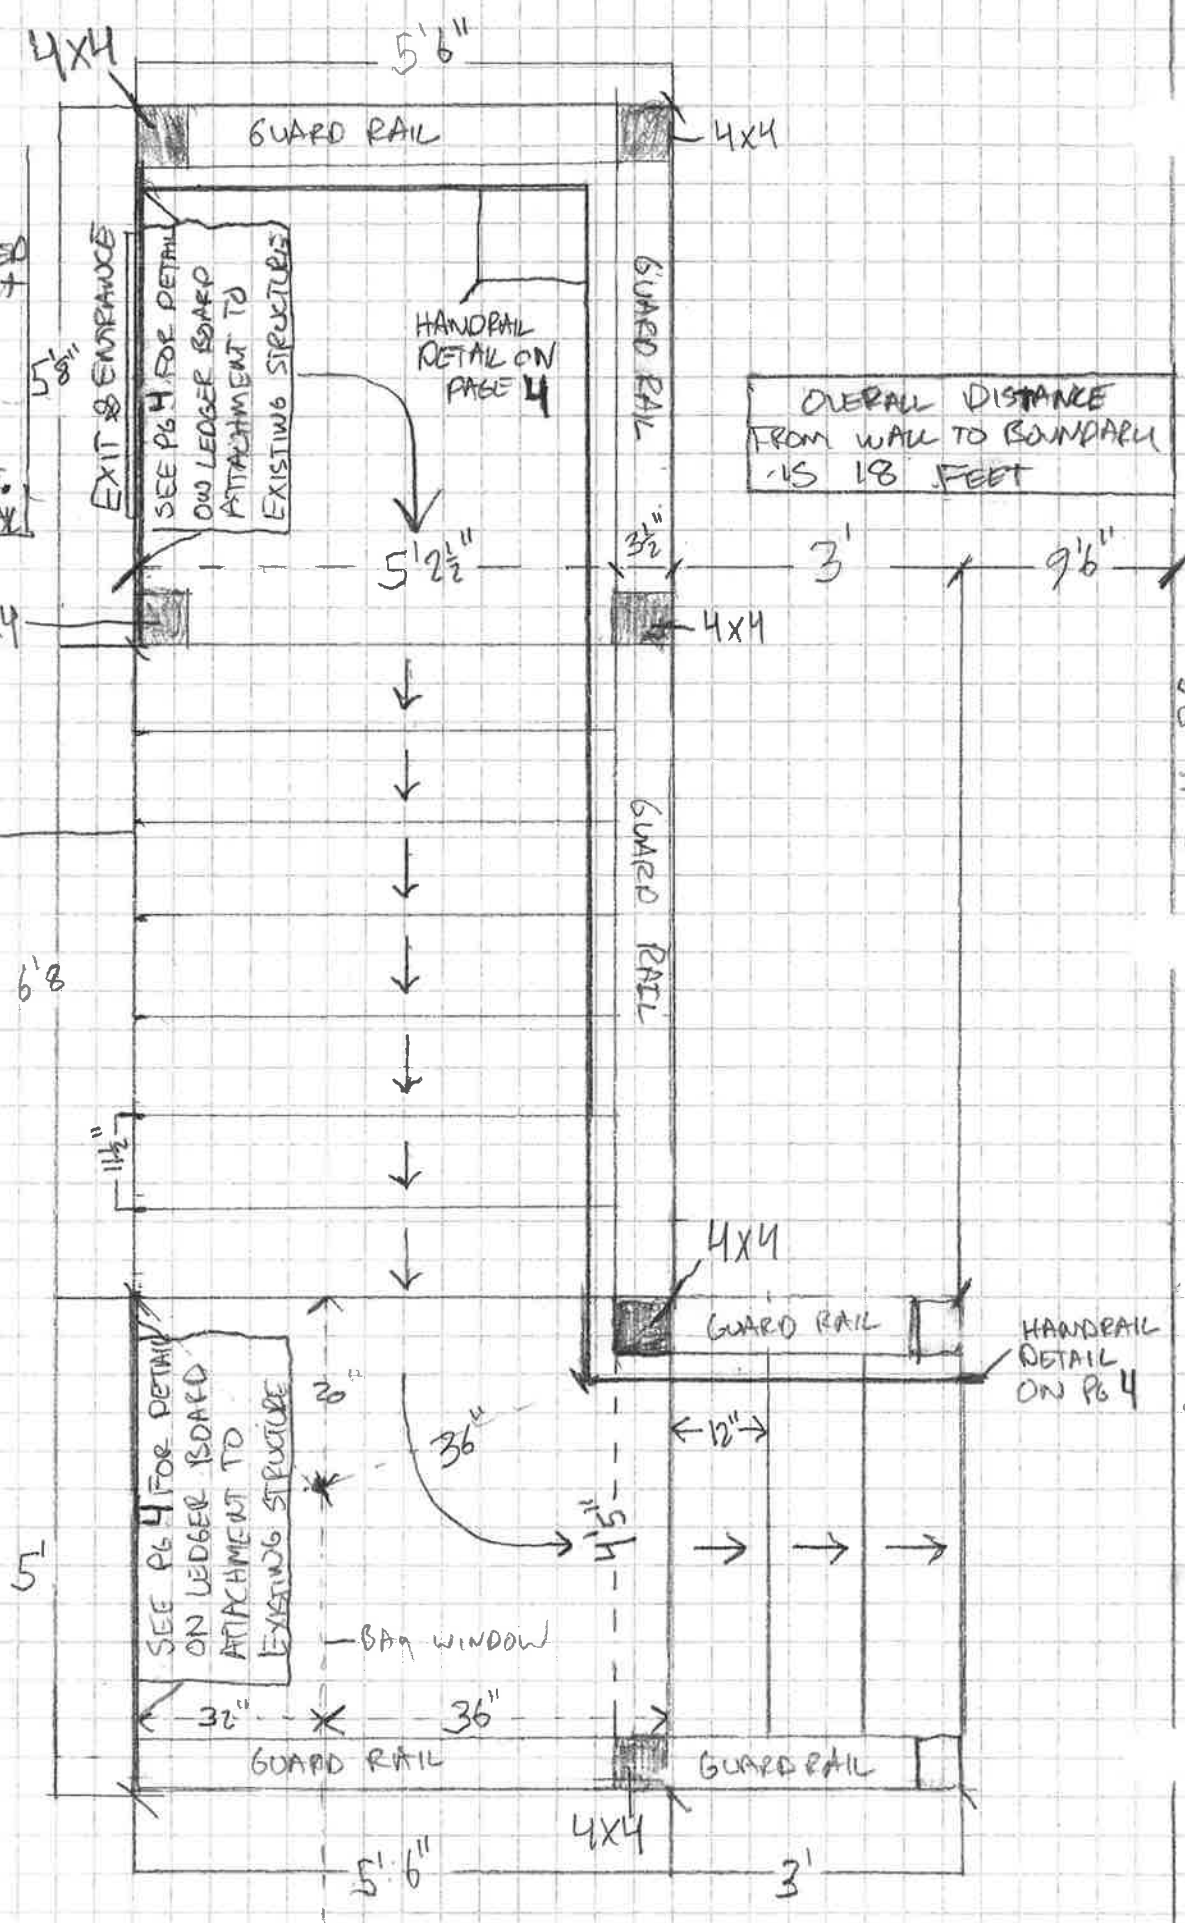 5'6"
4X4
GUARD RAIL
4X4
EXIT & ENTRANCE
SEE PG 4 FOR DETAIL
ON LEDGER BOARD
ATTACHMENT TO
EXISTING STRUCTURE
HANDRAIL
DETAIL ON
PAGE 4
GUARD RAIL
5'8"
OVERALL DISTANCE
FROM WALL TO BOUNDARY
IS 18 FEET
5'2½"
3½"
3'
9'6"
4X4
GUARD RAIL
6'8
11½"
4X4
GUARD RAIL
HANDRAIL
DETAIL
ON PG 4
SEE PG 4 FOR DETAIL
ON LEDGER BOARD
ATTACHMENT TO
EXISTING STRUCTURE
36"
12"
4'5"
5'
BAY WINDOW
32"
36"
GUARD RAIL
GUARD RAIL
4X4
5'6"
3'